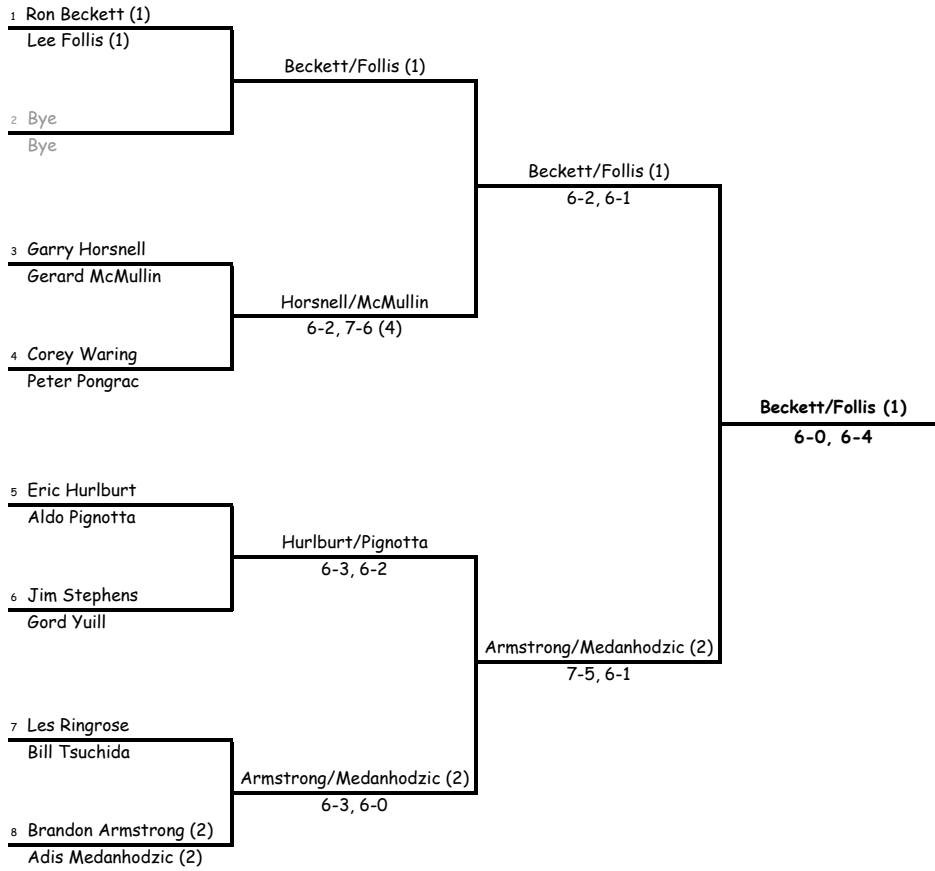 1 Ron Beckett (1)
Lee Follis (1)
Beckett/Follis (1)
2 Bye
Bye
Beckett/Follis (1)
6-2, 6-1
3 Garry Horsnell
Gerard McMullin
Horsnell/McMullin
6-2, 7-6 (4)
4 Corey Waring
Peter Pongrac
Beckett/Follis (1)
6-0, 6-4
5 Eric Hurlburt
Aldo Pignotta
Hurlburt/Pignotta
6-3, 6-2
6 Jim Stephens
Gord Yuill
Armstrong/Medanhodzic (2)
7-5, 6-1
7 Les Ringrose
Bill Tsuchida
Armstrong/Medanhodzic (2)
6-3, 6-0
8 Brandon Armstrong (2)
Adis Medanhodzic (2)